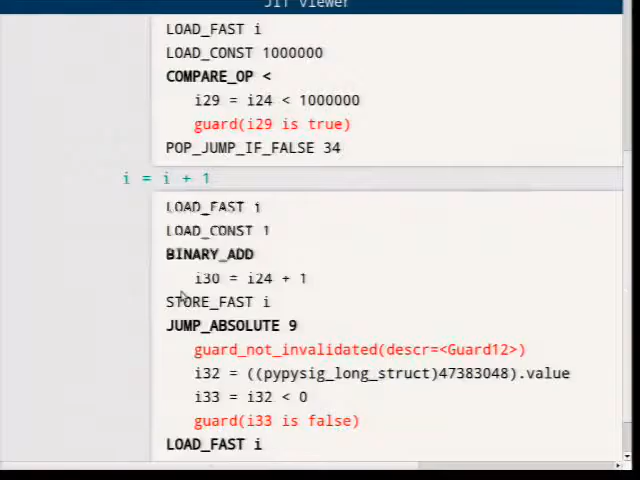 JIT Viewer
LOAD_FAST i
LOAD_CONST 1000000
COMPARE_OP <
i29 = i24 < 1000000
guard(i29 is true)
POP_JUMP_IF_FALSE 34
i = i + 1
LOAD_FAST i
LOAD_CONST 1
BINARY_ADD
i30 = i24 + 1
STORE_FAST i
JUMP_ABSOLUTE 9
guard_not_invalidated(descr=<Guard12>)
i32 = ((pypysig_long_struct)47383048).value
i33 = i32 < 0
guard(i33 is false)
LOAD_FAST i